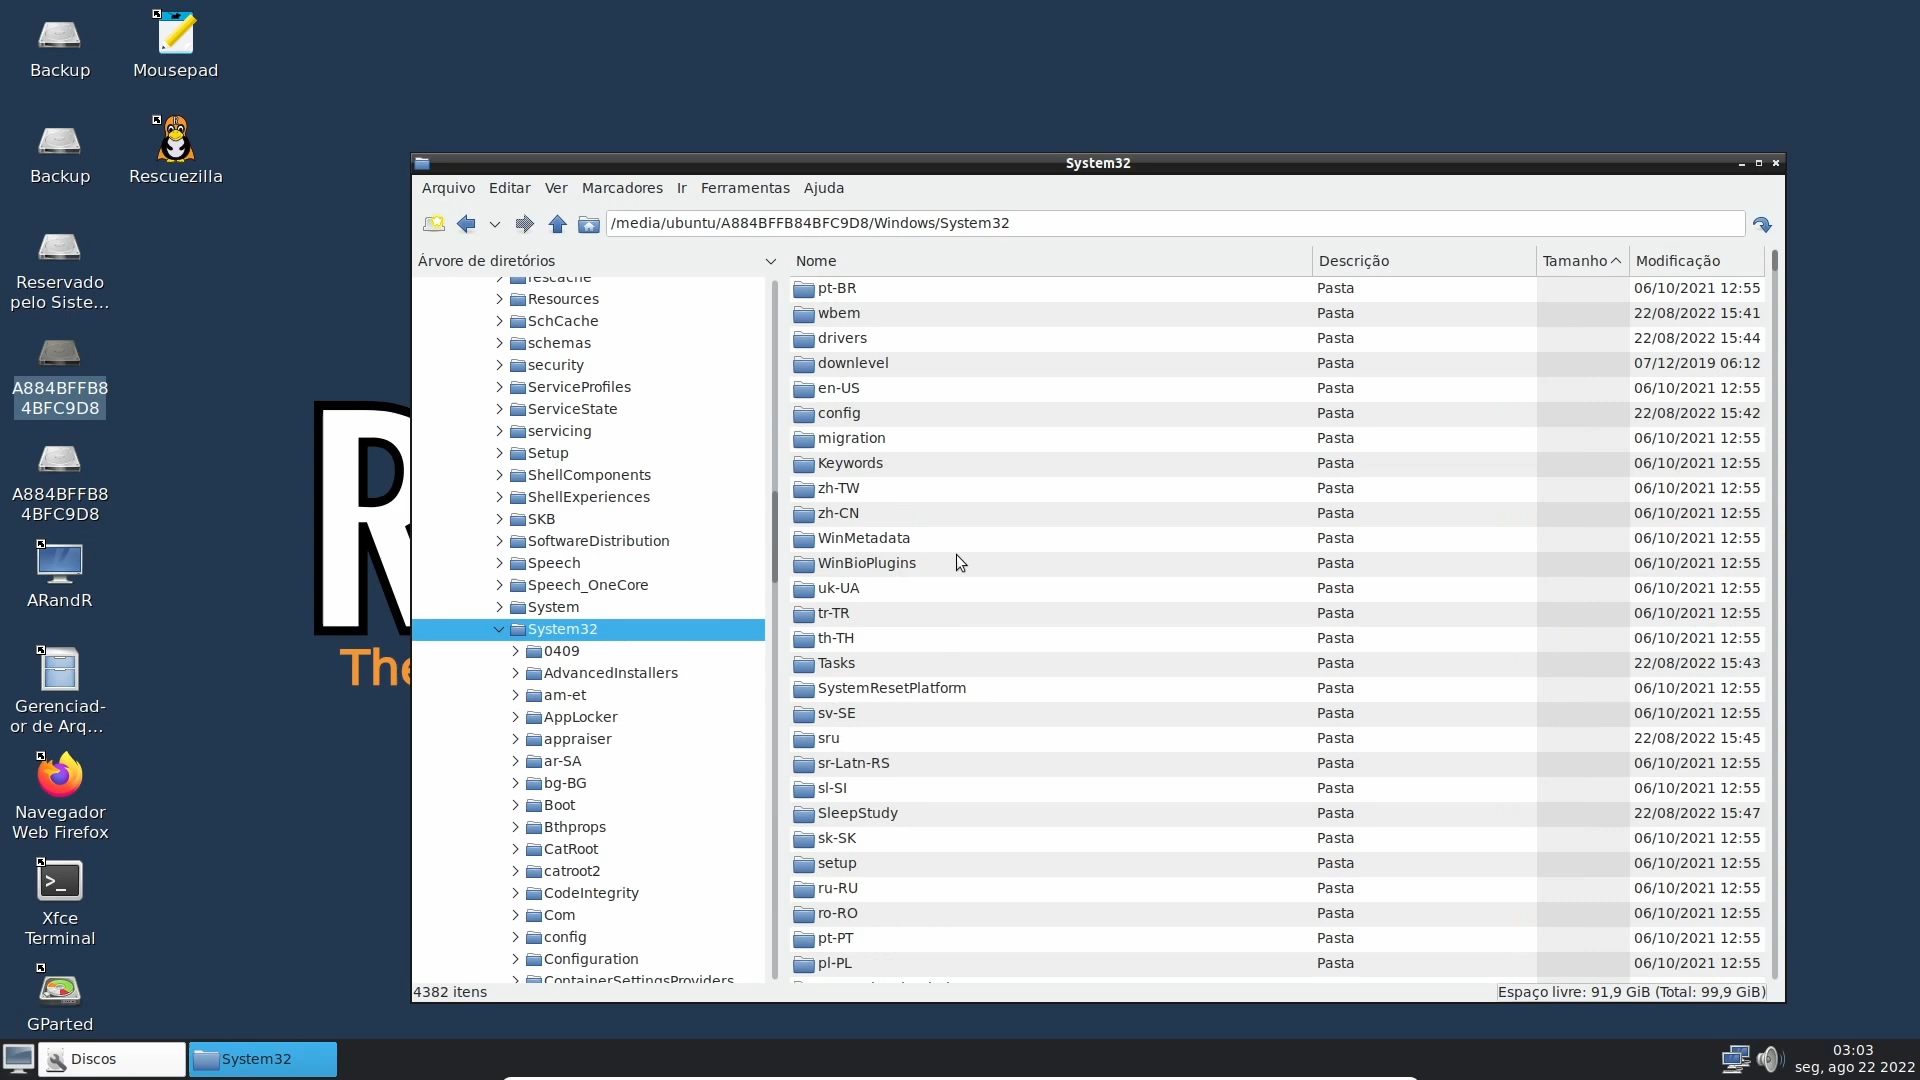 Backup
Mousepad
Backup
Rescuezilla
Reservado
pelo Siste...
A884BFFB8
4BFC9D8
A884BFFB8
4BFC9D8
ARandR
Gerenciad-
or de Arq...
Navegador
Web Firefox
Xfce
Terminal
GParted
R
The
System32
Arquivo Editar Ver Marcadores Ir Ferramentas Ajuda
/media/ubuntu/A884BFFB84BFC9D8/Windows/System32
Árvore de diretórios
rescache
Resources
SchCache
schemas
security
ServiceProfiles
ServiceState
servicing
Setup
ShellComponents
ShellExperiences
SKB
SoftwareDistribution
Speech
Speech_OneCore
System
System32
0409
AdvancedInstallers
am-et
AppLocker
appraiser
ar-SA
bg-BG
Boot
Bthprops
CatRoot
catroot2
CodeIntegrity
Com
config
Configuration
ContainerSettingsProviders
Nome Descrição Tamanho Modificação
pt-BR Pasta 06/10/2021 12:55
wbem Pasta 22/08/2022 15:41
drivers Pasta 22/08/2022 15:44
downlevel Pasta 07/12/2019 06:12
en-US Pasta 06/10/2021 12:55
config Pasta 22/08/2022 15:42
migration Pasta 06/10/2021 12:55
Keywords Pasta 06/10/2021 12:55
zh-TW Pasta 06/10/2021 12:55
zh-CN Pasta 06/10/2021 12:55
WinMetadata Pasta 06/10/2021 12:55
WinBioPlugins Pasta 06/10/2021 12:55
uk-UA Pasta 06/10/2021 12:55
tr-TR Pasta 06/10/2021 12:55
th-TH Pasta 06/10/2021 12:55
Tasks Pasta 22/08/2022 15:43
SystemResetPlatform Pasta 06/10/2021 12:55
sv-SE Pasta 06/10/2021 12:55
sru Pasta 22/08/2022 15:45
sr-Latn-RS Pasta 06/10/2021 12:55
sl-SI Pasta 06/10/2021 12:55
SleepStudy Pasta 22/08/2022 15:47
sk-SK Pasta 06/10/2021 12:55
setup Pasta 06/10/2021 12:55
ru-RU Pasta 06/10/2021 12:55
ro-RO Pasta 06/10/2021 12:55
pt-PT Pasta 06/10/2021 12:55
pl-PL Pasta 06/10/2021 12:55
4382 itens
Espaço livre: 91,9 GiB (Total: 99,9 GiB)
Discos
System32
03:03
seg, ago 22 2022